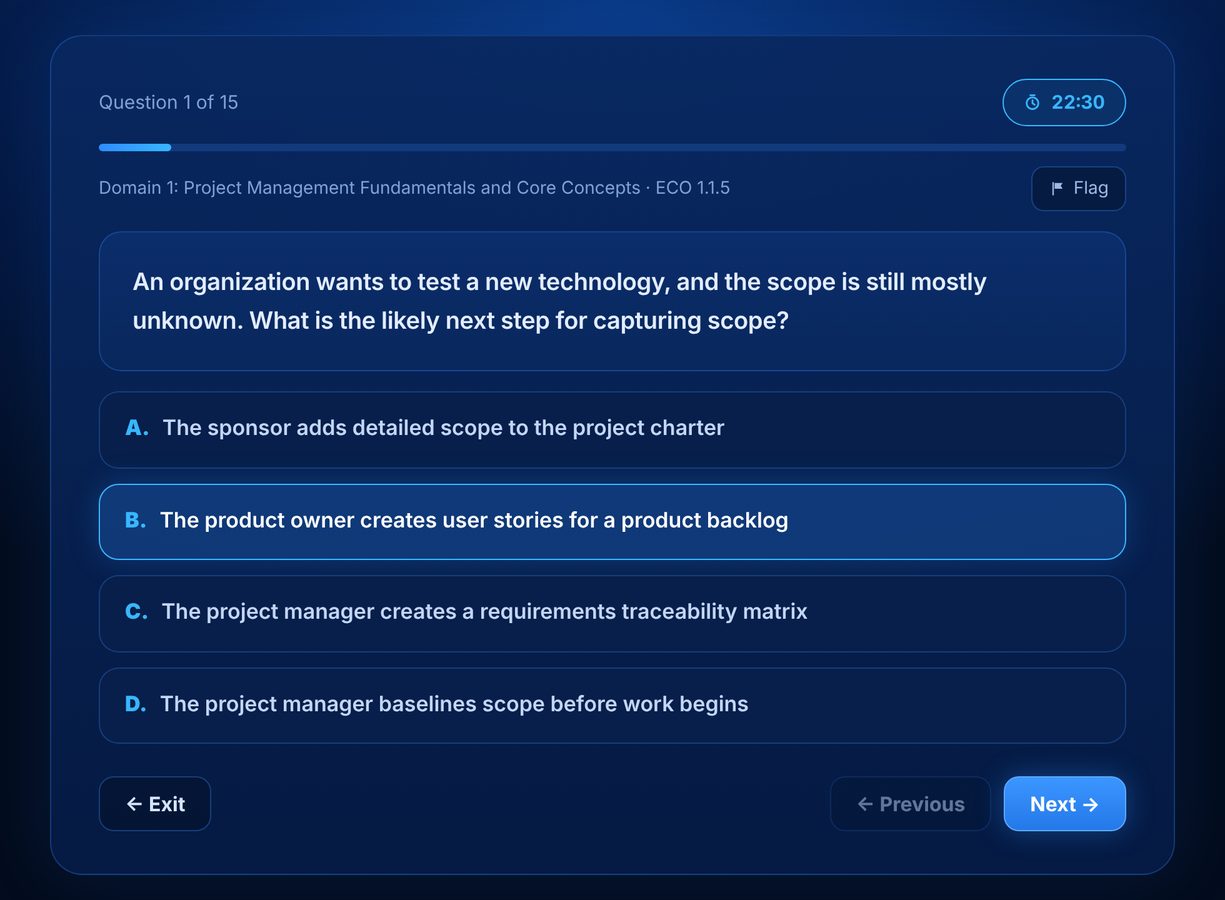 Question 1 of 15
22:30
Domain 1: Project Management Fundamentals and Core Concepts · ECO 1.1.5
Flag
An organization wants to test a new technology, and the scope is still mostly
unknown. What is the likely next step for capturing scope?
A. The sponsor adds detailed scope to the project charter
B. The product owner creates user stories for a product backlog
C. The project manager creates a requirements traceability matrix
D. The project manager baselines scope before work begins
← Exit
← Previous
Next →